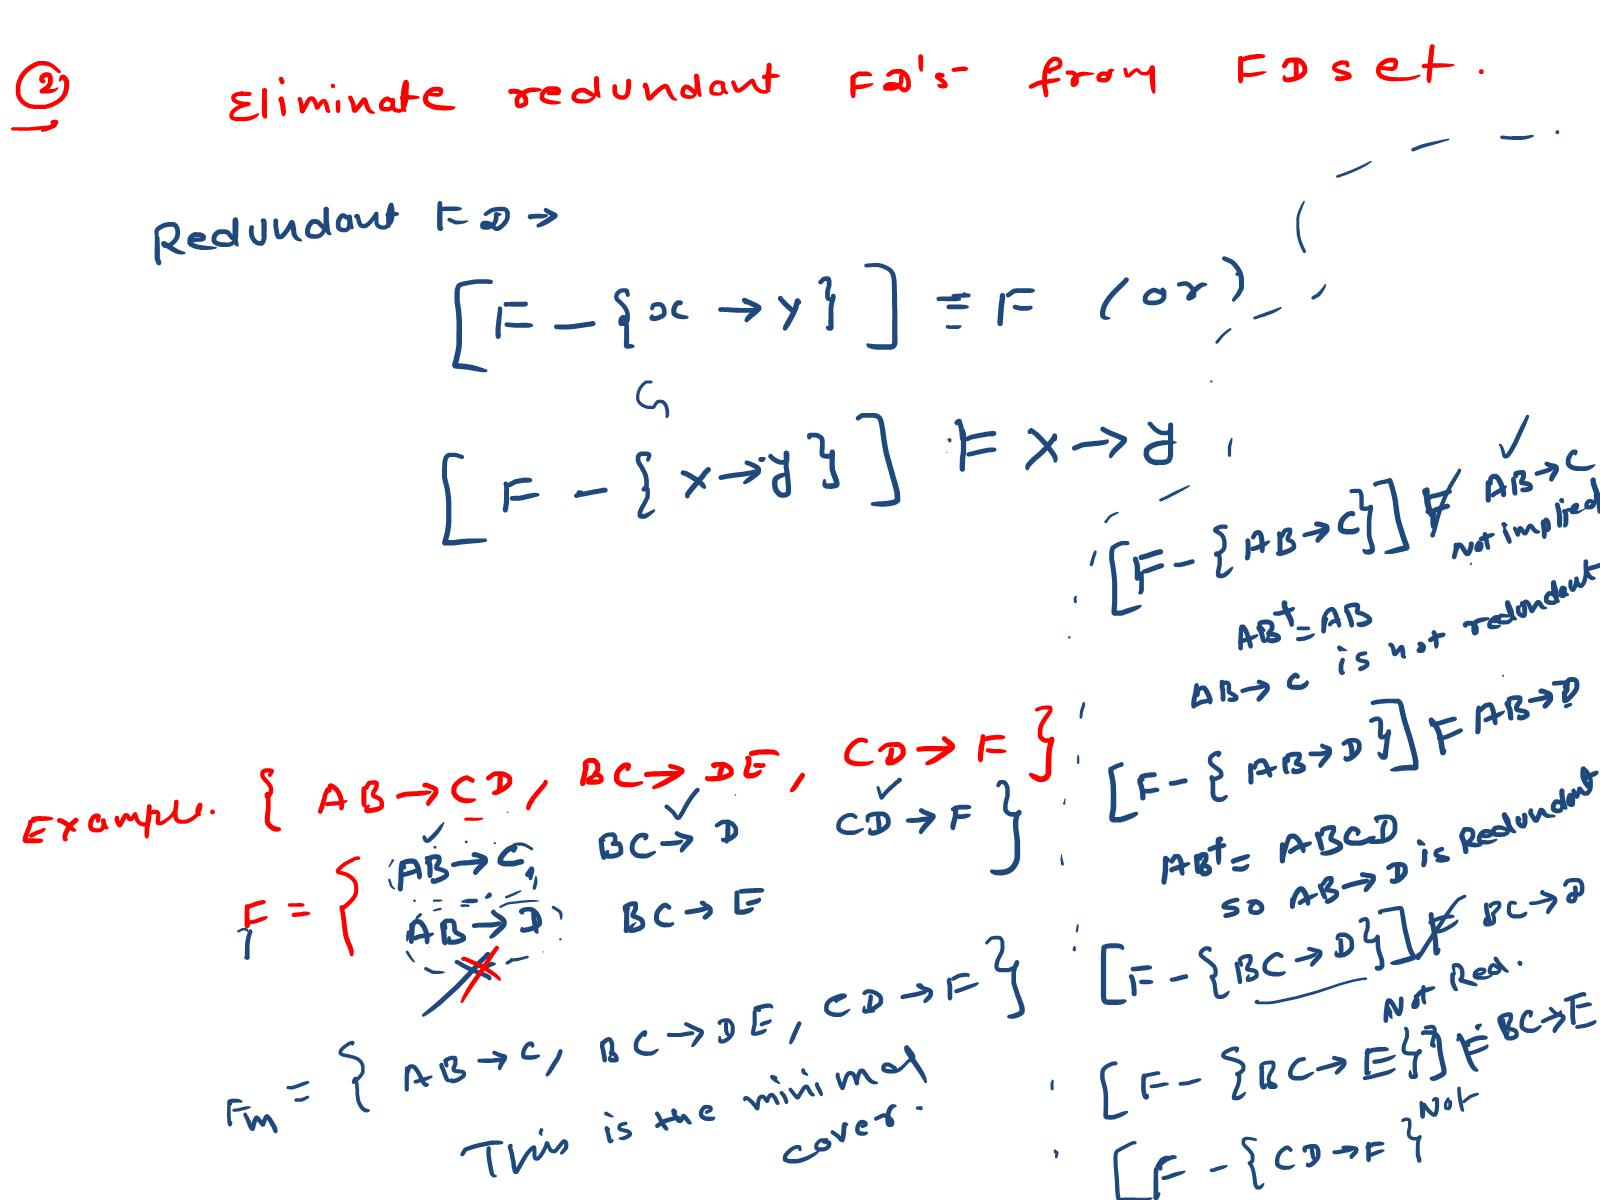 ② Eliminate redundant FD's from FD set.
Redundant FD →
[F - {x → y}] ≡ F (or)
[F - {x → y}] ⊨ X → y
Example. { AB → CD, BC → DE, CD → F }
F = { AB → C, BC → D CD → F }
AB → D BC → E
Fm = { AB → C, BC → DE, CD → F }
This is the minimal
cover.
[F - {AB → C}] ⊭ AB → C ✓
not implied
AB⁺ = AB
AB → C is not redundant
[F - {AB → D}] ⊨ AB → D
AB⁺ = ABCD
so AB → D is Redundant
[F - {BC → D}] ⊭ BC → D
Not Red.
[F - {BC → E}] ⊨ BC → E
Not
[F - {CD → F}